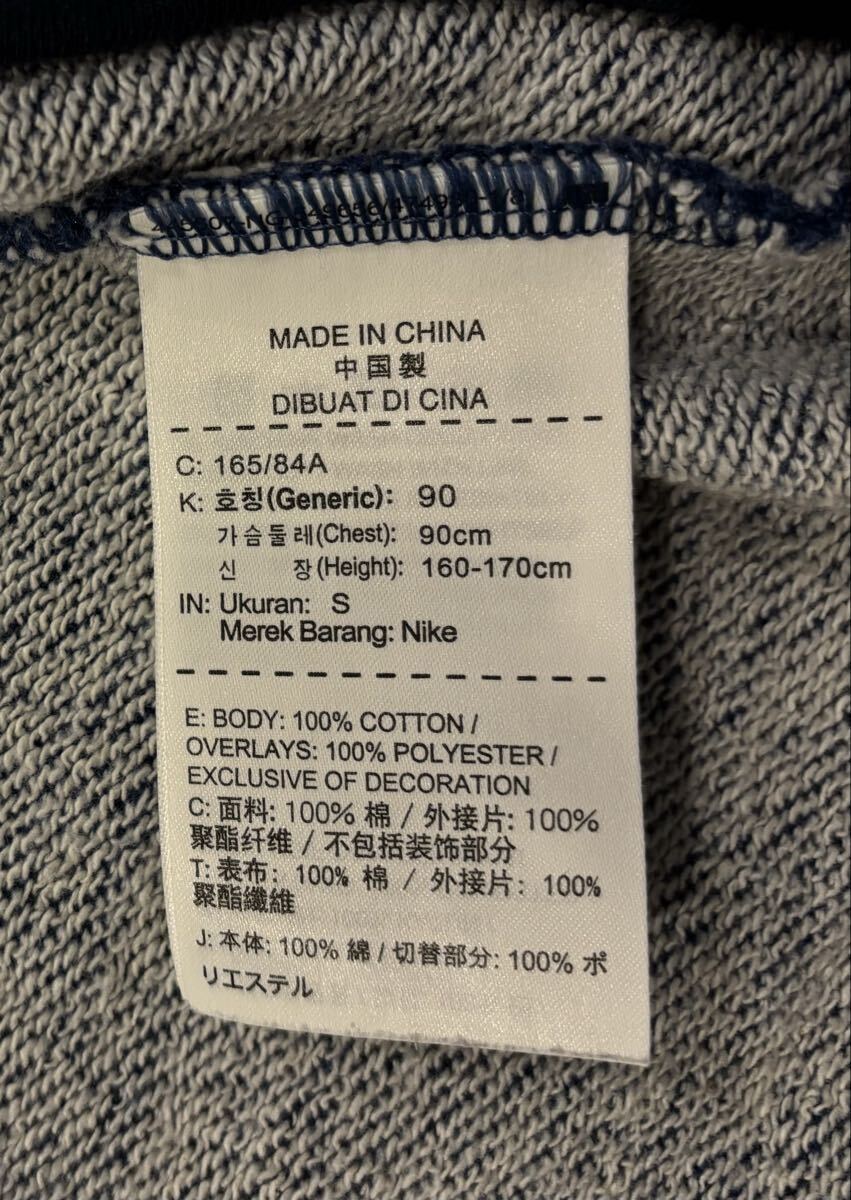 MADE IN CHINA
中国製
DIBUAT DI CINA
C: 165/84A
K: 호칭(Generic): 90
가슴둘레(Chest): 90cm
신 장(Height): 160-170cm
IN: Ukuran: S
Merek Barang: Nike
E: BODY: 100% COTTON /
OVERLAYS: 100% POLYESTER /
EXCLUSIVE OF DECORATION
C: 面料: 100% 棉 / 外接片: 100%
聚酯纤维 / 不包括装饰部分
T: 表布: 100% 棉 / 外接片: 100%
聚酯纖維
J: 本体: 100% 綿 / 切替部分: 100% ポ
リエステル